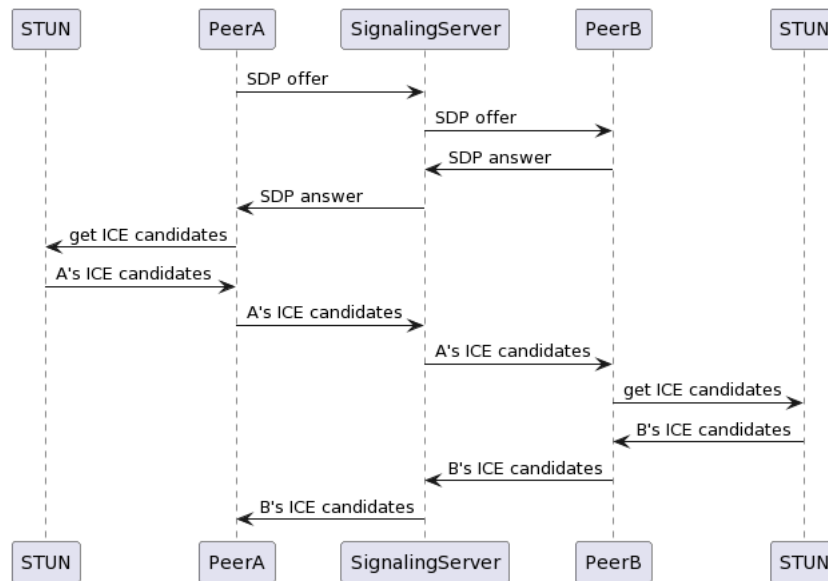 STUN PeerA SignalingServer PeerB STUN
SDP offer
SDP offer
SDP answer
SDP answer
get ICE candidates
A's ICE candidates
A's ICE candidates
A's ICE candidates
get ICE candidates
B's ICE candidates
B's ICE candidates
B's ICE candidates
STUN PeerA SignalingServer PeerB STUN